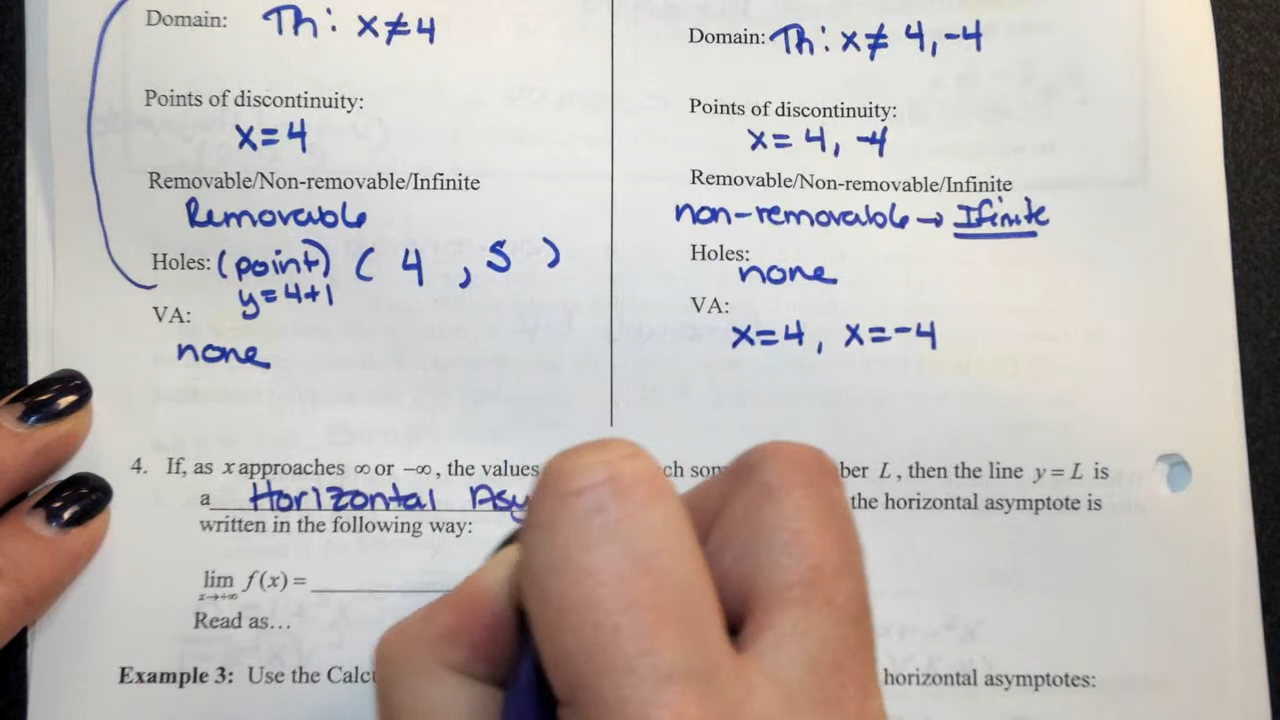 Domain: Th: x≠4
Points of discontinuity:
x=4
Removable/Non-removable/Infinite
Removable
Holes: (point) ( 4 , 5 )
y=4+1
VA:
none
Domain: Th: x≠ 4,-4
Points of discontinuity:
x= 4, -4
Removable/Non-removable/Infinite
non-removable → Ifinite
Holes:
none
VA:
x=4, x=-4
4. If, as x approaches ∞ or -∞, the values ber L, then the line y = L is
a Horizontal Asy the horizontal asymptote is
written in the following way:
lim f(x) =
x→+∞
Read as...
Example 3: Use the horizontal asymptotes: